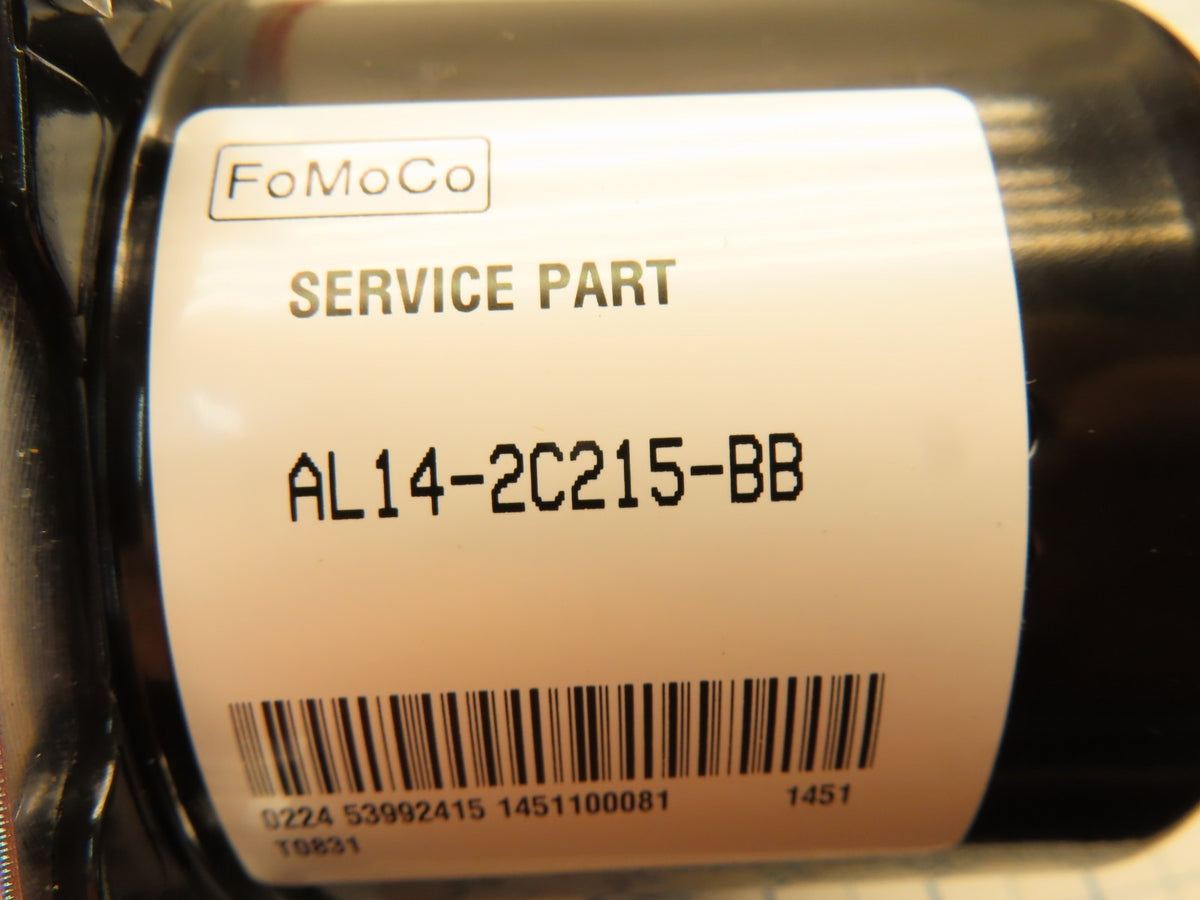 FoMoCo
SERVICE PART
AL14-2C215-BB
0224 53992415 1451100081 1451
T0831